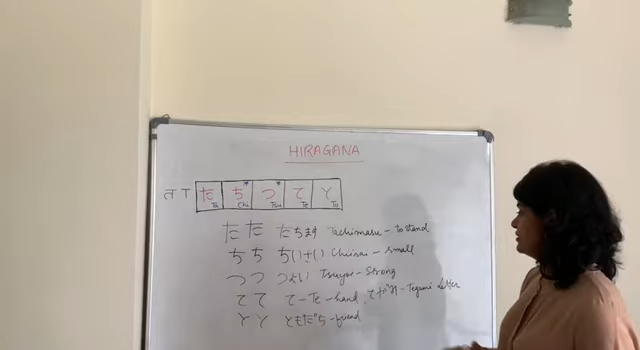 HIRAGANA
त T た ち* つ* て と
Ta Chi Tsu Te To
た た たちます Tachimasu - to stand
ち ち ちいさい Chiisai - small
つ つ つよい Tsuyoi - Strong
て て て - Te - hand, てがみ - Tegami letter
と と ともだち - friend